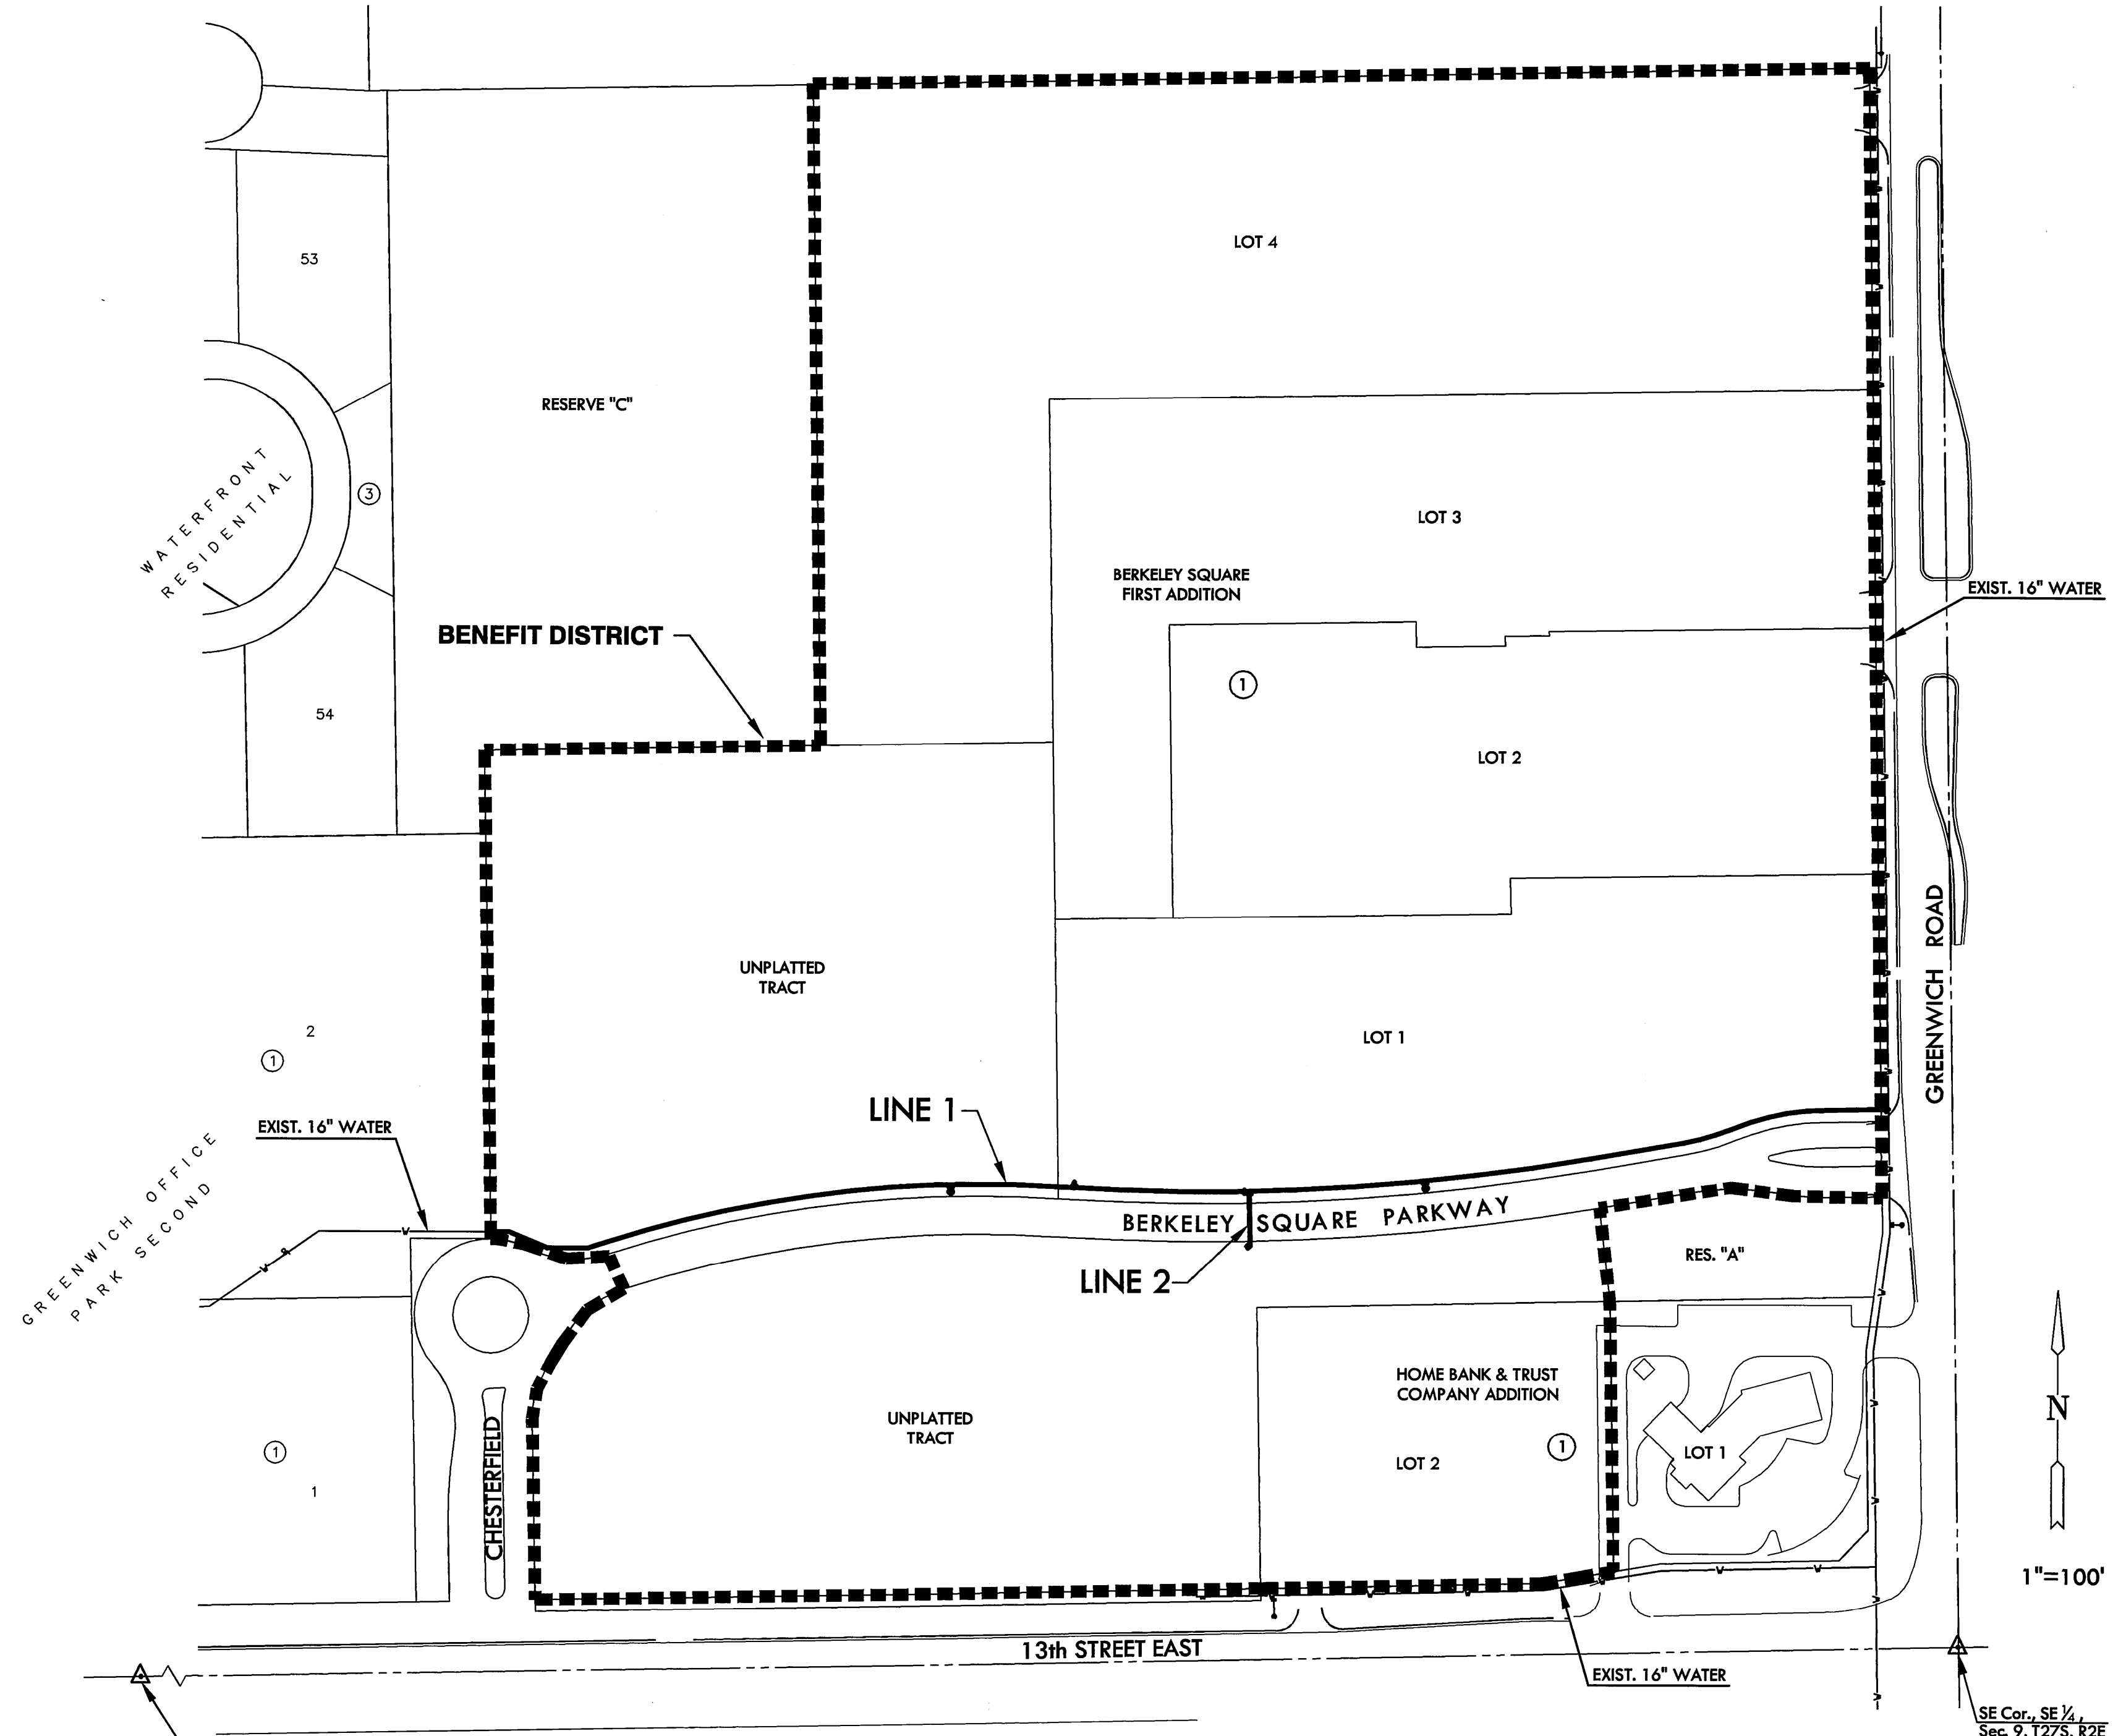 LOT 4
53
RESERVE "C"
WATERFRONT
RESIDENTIAL
3
LOT 3
BERKELEY SQUARE
FIRST ADDITION
EXIST. 16" WATER
BENEFIT DISTRICT
1
54
LOT 2
GREENWICH ROAD
UNPLATTED
TRACT
2
1
LOT 1
LINE 1
EXIST. 16" WATER
GREENWICH OFFICE
PARK SECOND
BERKELEY SQUARE PARKWAY
LINE 2
RES. "A"
HOME BANK & TRUST
COMPANY ADDITION
UNPLATTED
TRACT
CHESTERFIELD
1
1
LOT 2
1
LOT 1
N
1"=100'
13th STREET EAST
EXIST. 16" WATER
SE Cor., SE ¼,
Sec. 9, T27S, R2E